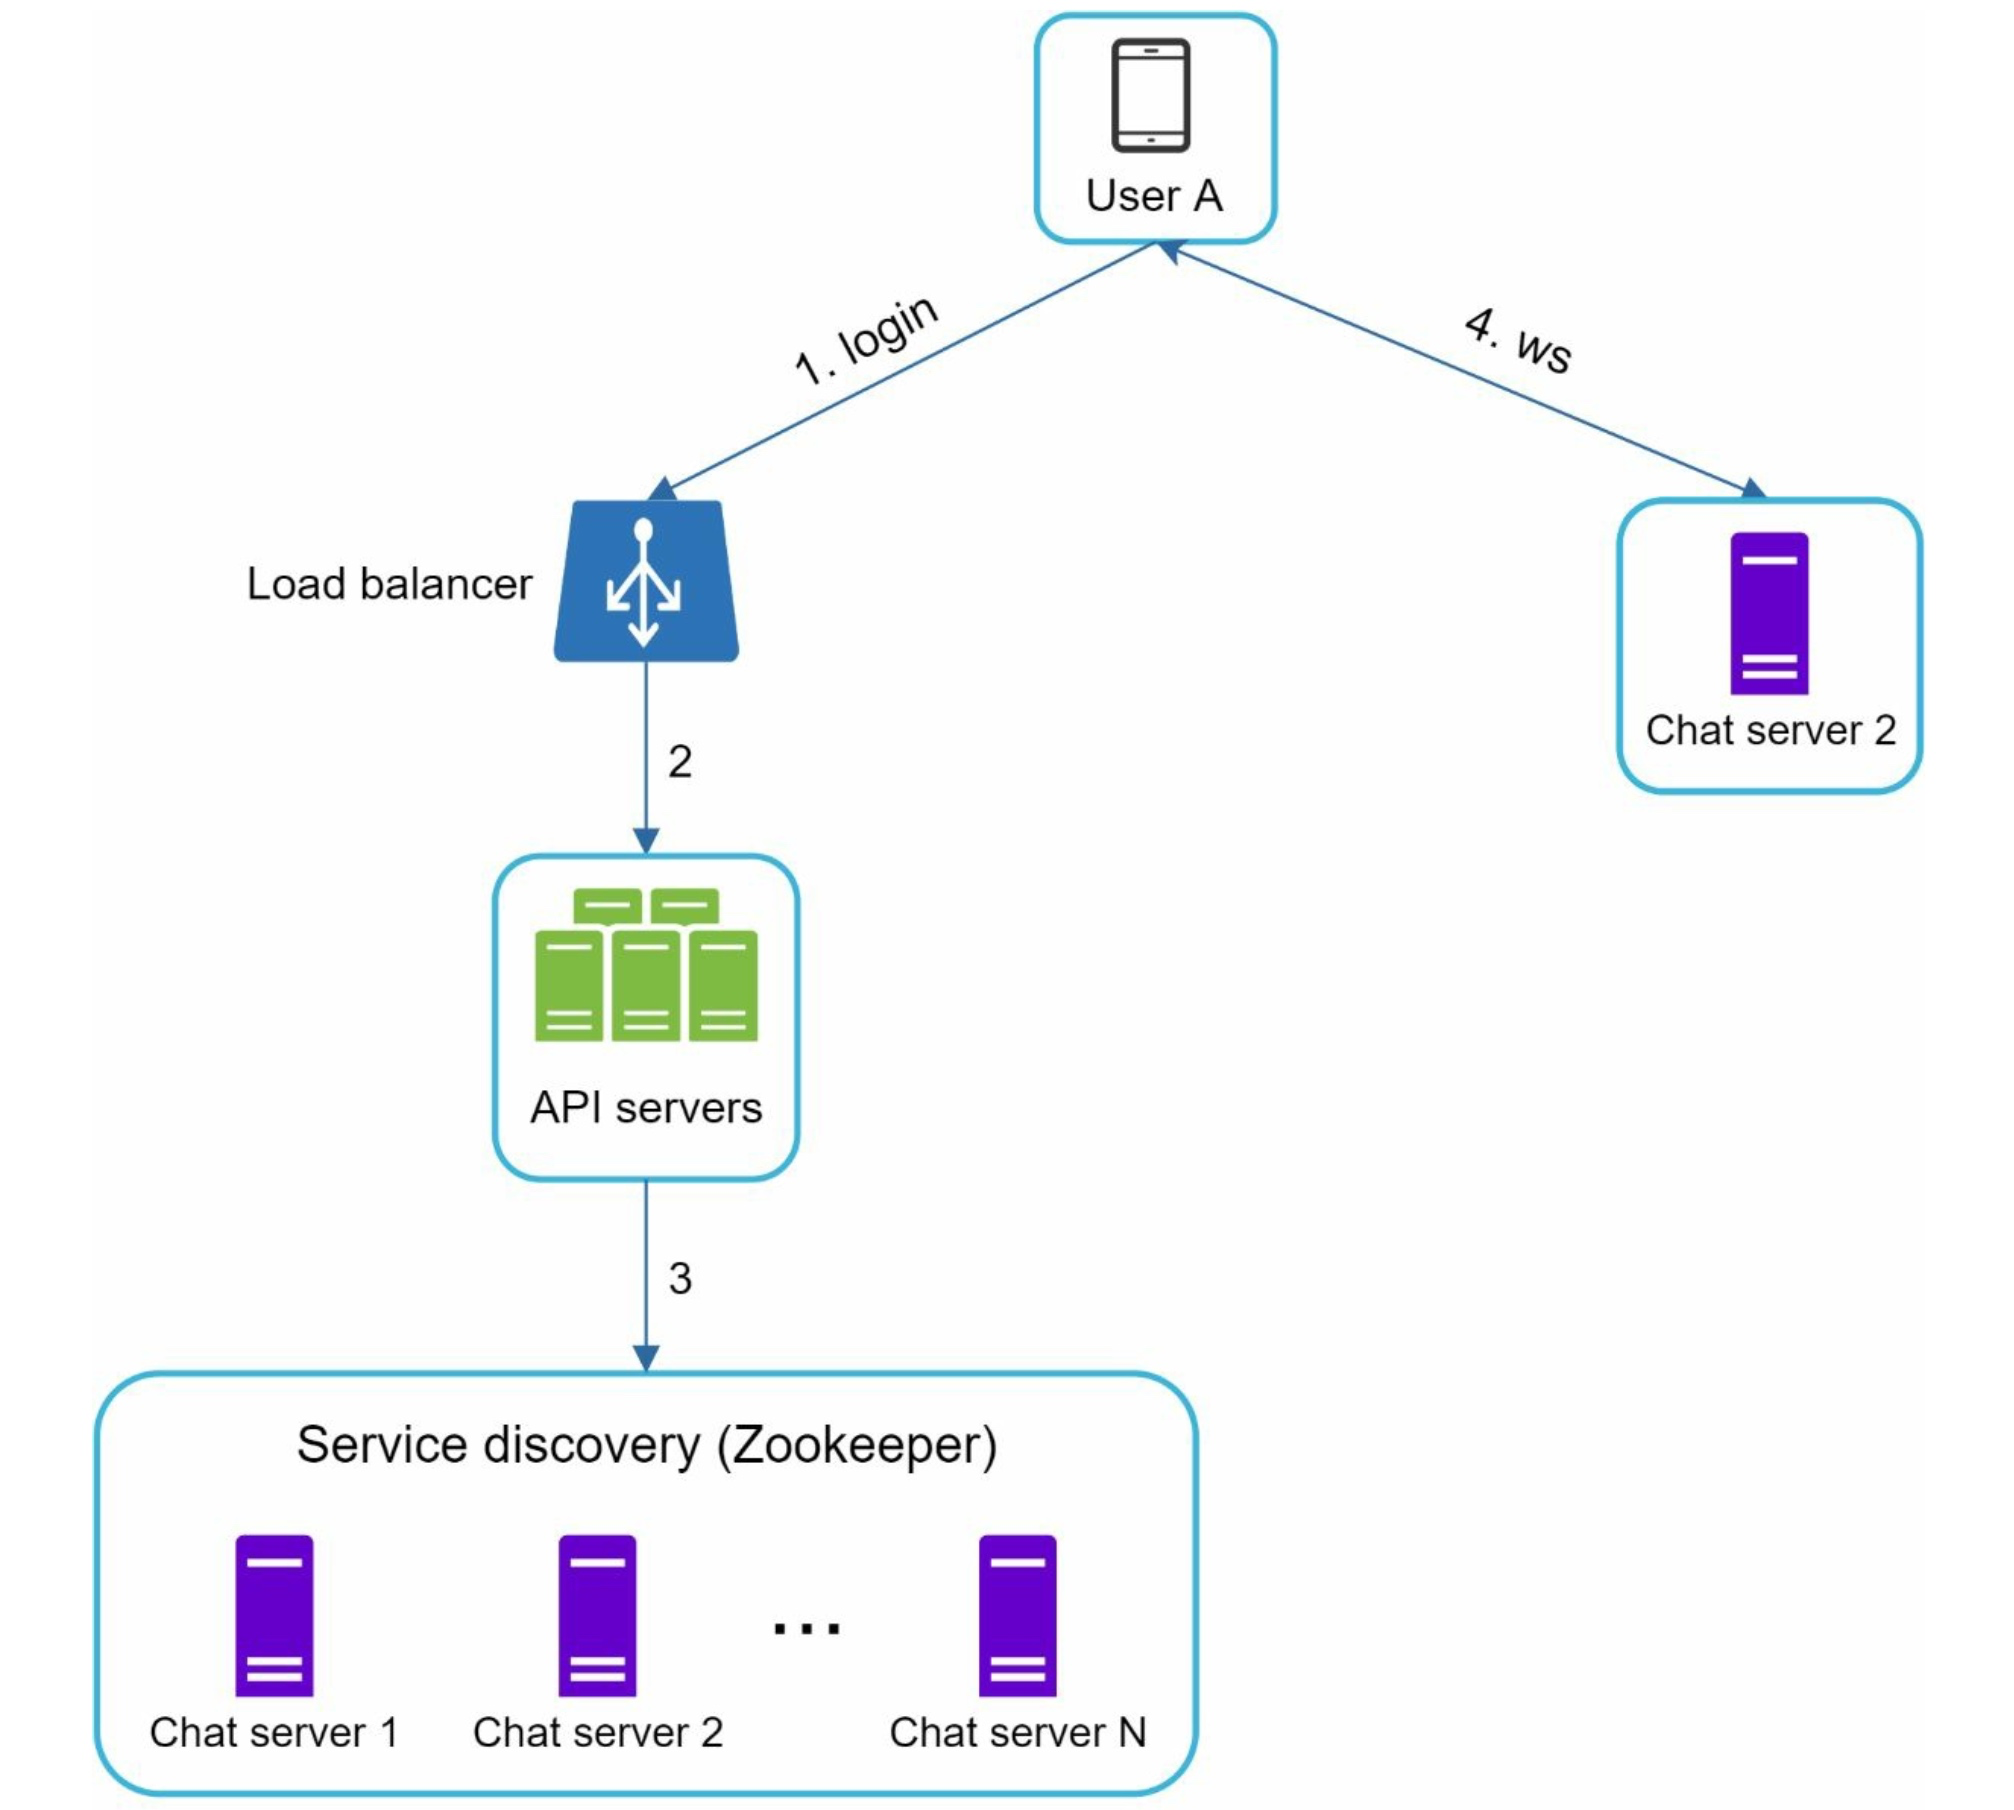 User A
1. login
4. ws
Load balancer
Chat server 2
2
API servers
3
Service discovery (Zookeeper)
...
Chat server 1
Chat server 2
Chat server N